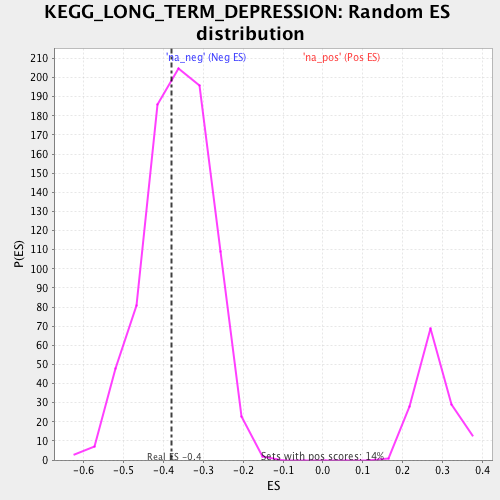 KEGG_LONG_TERM_DEPRESSION: Random ES
distribution
'na_neg' (Neg ES)
'na_pos' (Pos ES)
210
200
190
180
170
160
150
140
130
120
110
100
90
80
70
60
50
40
30
20
10
0
P(ES)
Real ES -0.4
Sets with pos scores: 14%
-0.6 -0.5 -0.4 -0.3 -0.2 -0.1 0.0 0.1 0.2 0.3 0.4
ES